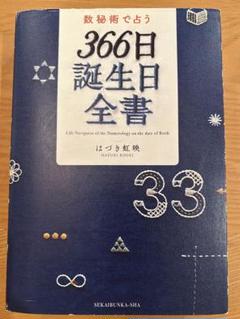 数秘術で占う
366日
誕生日
全書
Life Navigator of the Numerology on the date of Birth
はづき虹映
HAZUKI KOUEI
33
SEKAIBUNKA-SHA